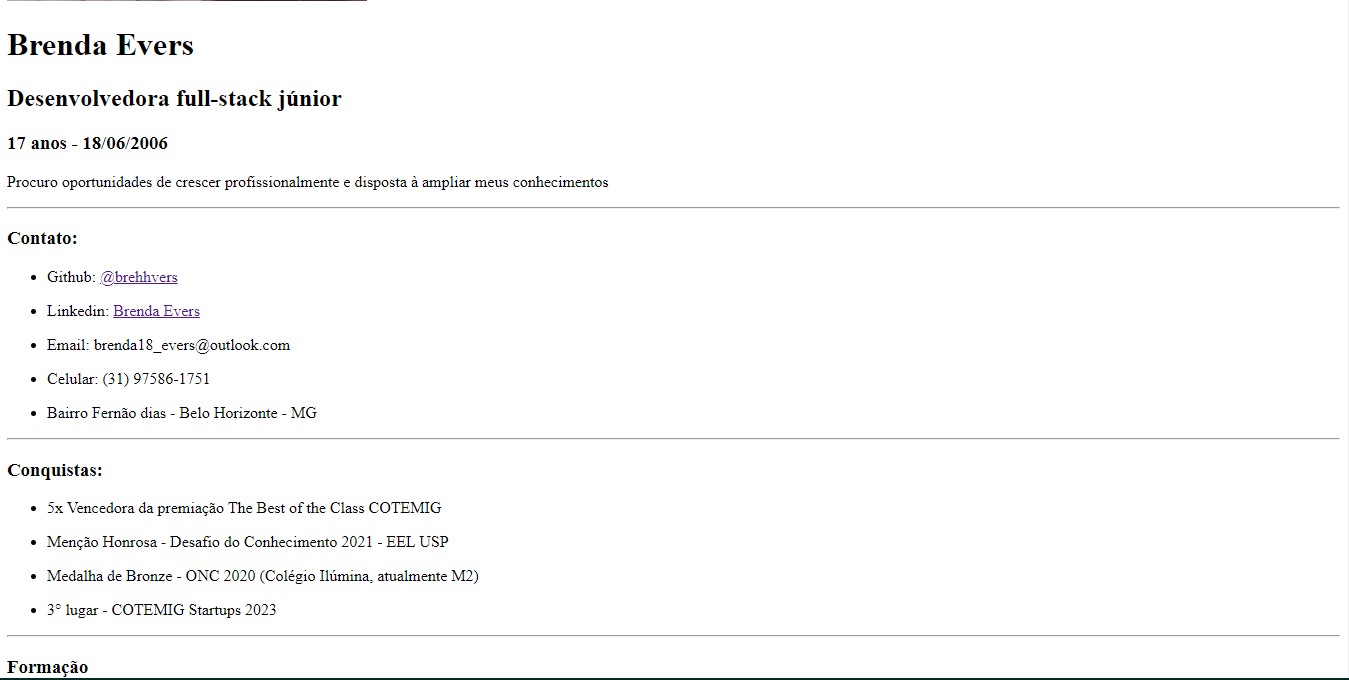 Brenda Evers
Desenvolvedora full-stack júnior
17 anos - 18/06/2006
Procuro oportunidades de crescer profissionalmente e disposta à ampliar meus conhecimentos
Contato:
Github: @brehhvers
Linkedin: Brenda Evers
Email: brenda18_evers@outlook.com
Celular: (31) 97586-1751
Bairro Fernão dias - Belo Horizonte - MG
Conquistas:
5x Vencedora da premiação The Best of the Class COTEMIG
Menção Honrosa - Desafio do Conhecimento 2021 - EEL USP
Medalha de Bronze - ONC 2020 (Colégio Ilúmina, atualmente M2)
3° lugar - COTEMIG Startups 2023
Formação